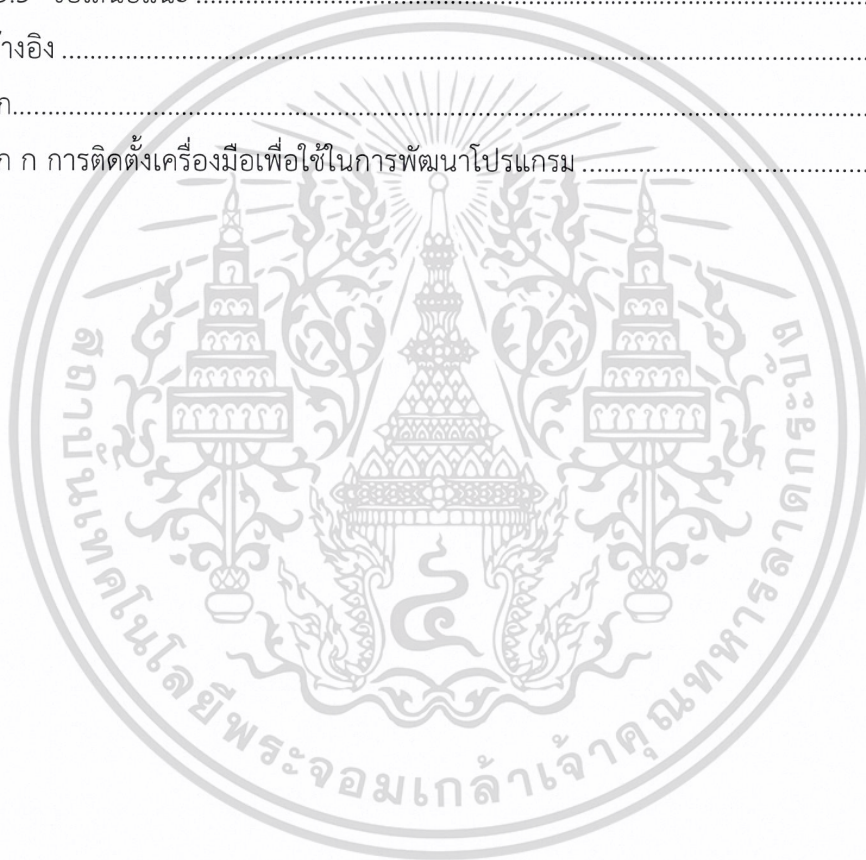 ข้อเสนอแนะ ................................................................
างอิง ................................................................
ก................................................................
ก ก การติดตั้งเครื่องมือเพื่อใช้ในการพัฒนาโปรแกรม ................................
๔
สถาบันเทคโนโลยีพระจอมเกล้าเจ้าคุณทหารลาดกระบัง